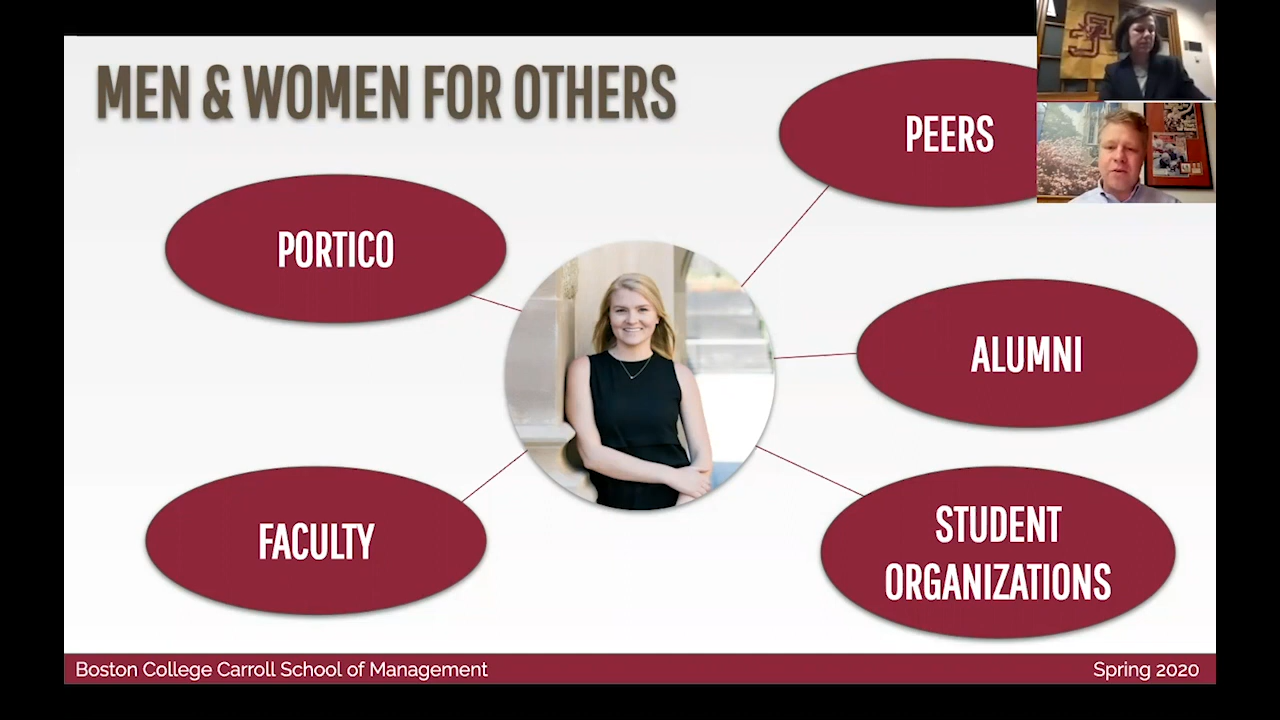 MEN & WOMEN FOR OTHERS
PEERS
PORTICO
ALUMNI
FACULTY
STUDENT
ORGANIZATIONS
Boston College Carroll School of Management
Spring 2020